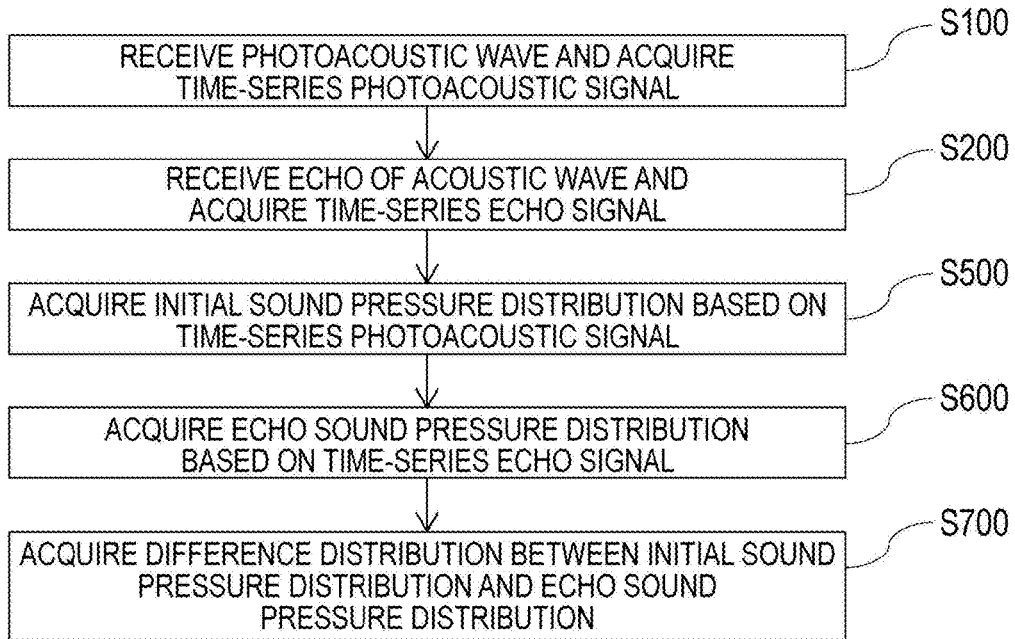 S100
RECEIVE PHOTOACOUSTIC WAVE AND ACQUIRE
TIME-SERIES PHOTOACOUSTIC SIGNAL
S200
RECEIVE ECHO OF ACOUSTIC WAVE AND
ACQUIRE TIME-SERIES ECHO SIGNAL
S500
ACQUIRE INITIAL SOUND PRESSURE DISTRIBUTION BASED ON
TIME-SERIES PHOTOACOUSTIC SIGNAL
S600
ACQUIRE ECHO SOUND PRESSURE DISTRIBUTION
BASED ON TIME-SERIES ECHO SIGNAL
S700
ACQUIRE DIFFERENCE DISTRIBUTION BETWEEN INITIAL SOUND
PRESSURE DISTRIBUTION AND ECHO SOUND
PRESSURE DISTRIBUTION